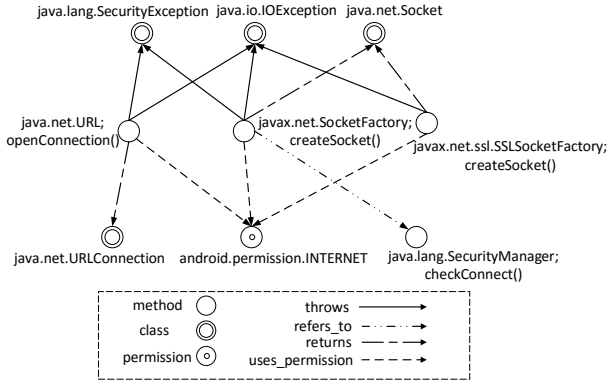 java.lang.SecurityException
java.io.IOException
java.net.Socket
java.net.URL;
openConnection()
javax.net.SocketFactory;
createSocket()
javax.net.ssl.SSLSocketFactory;
createSocket()
java.net.URLConnection
android.permission.INTERNET
java.lang.SecurityManager;
checkConnect()
method
class
permission
throws
refers_to
returns
uses_permission